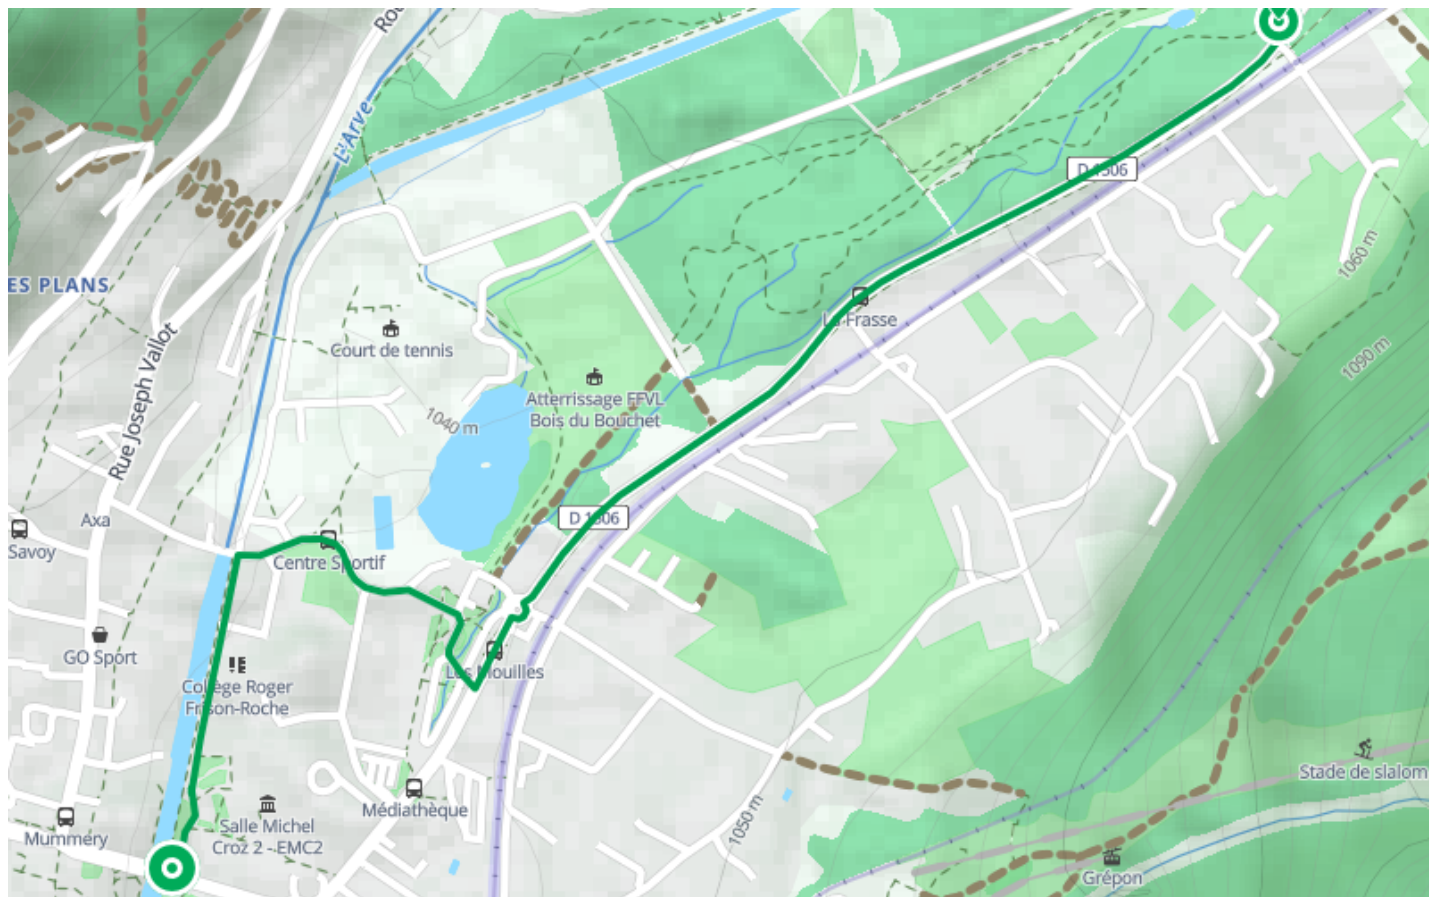 Rou
L'Arve
D 1506
1060 m
ES PLANS
La Frasse
Court de tennis
Rue Joseph Vallot
1090 m
Atterrissage FFVL
Bois du Bouchet
1040 m
Axa
D 1506
Savoy
Centre Sportif
GO Sport
Les Mouilles
Collège Roger
Frison-Roche
Stade de slalom
Médiathèque
1050 m
Salle Michel
Croz 2 - EMC2
Mummery
Grépon